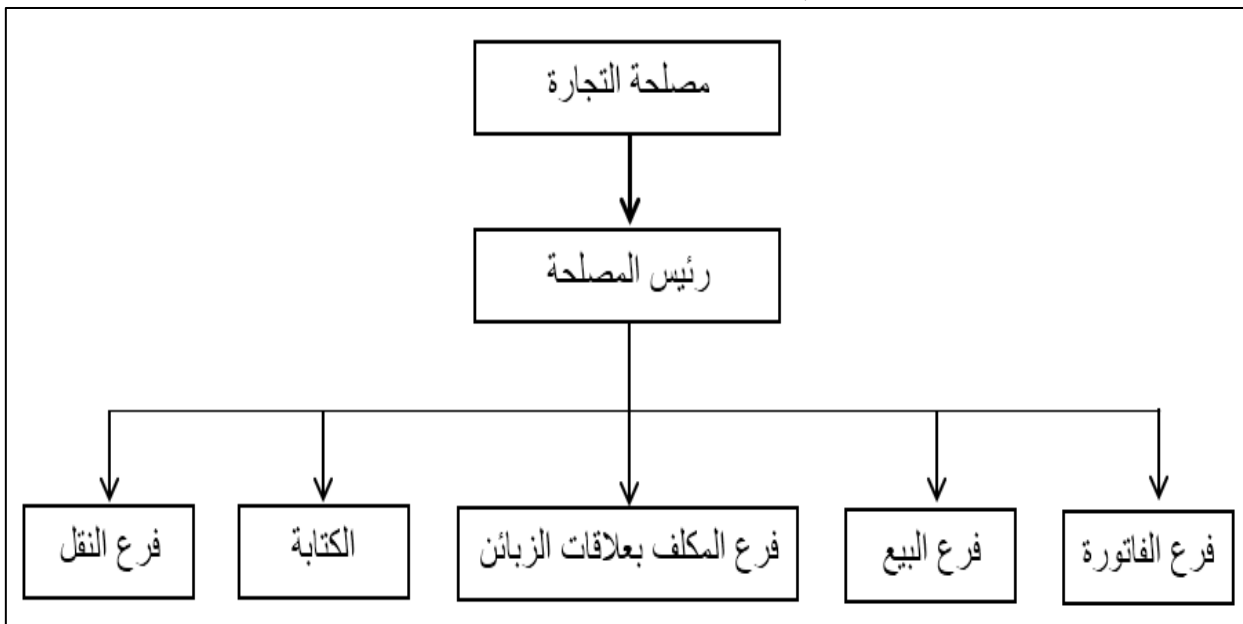 مصلحة التجارة
رئيس المصلحة
فرع الفاتورة
فرع البيع
فرع المكلف بعلاقات الزبائن
الكتابة
فرع النقل